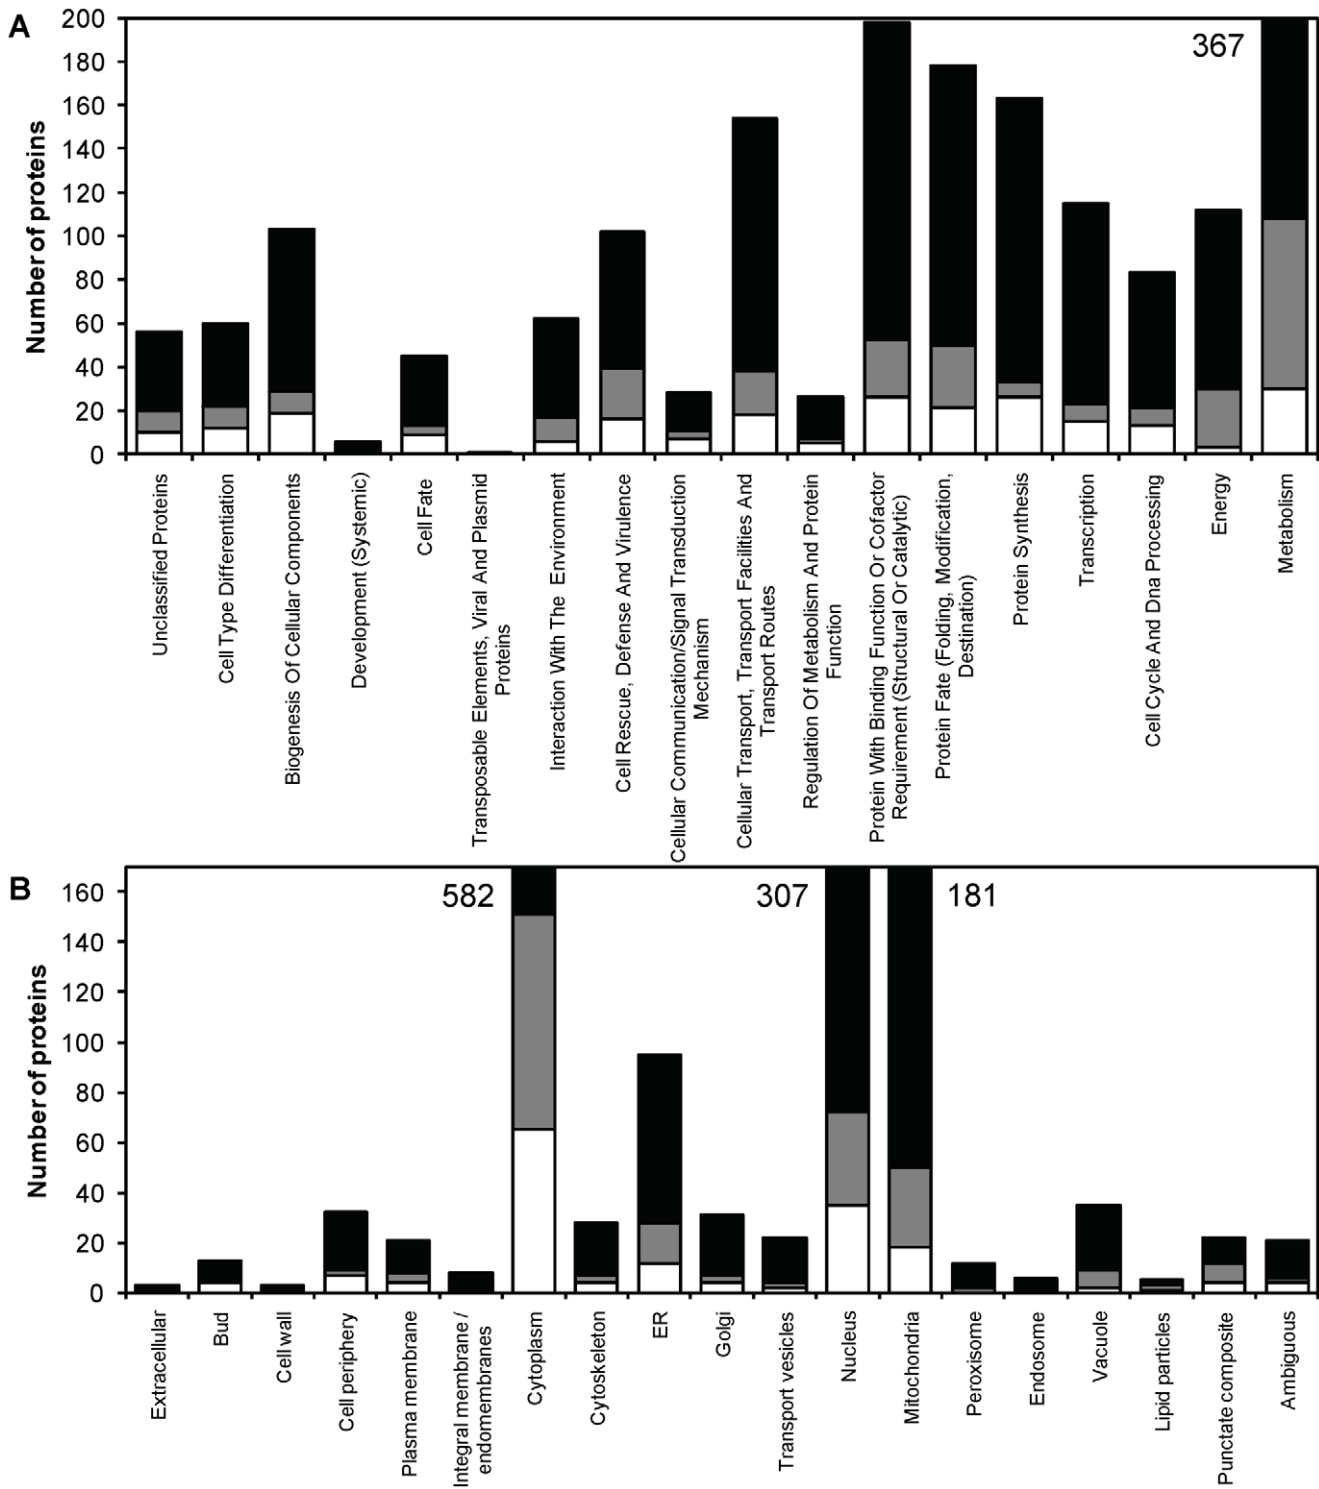 A
Number of proteins
200
180
160
140
120
100
80
60
40
20
0
367
Unclassified Proteins
Cell Type Differentiation
Biogenesis Of Cellular Components
Development (Systemic)
Cell Fate
Transposable Elements, Viral And Plasmid
Proteins
Interaction With The Environment
Cell Rescue, Defense And Virulence
Cellular Communication/Signal Transduction
Mechanism
Cellular Transport, Transport Facilities And
Transport Routes
Regulation Of Metabolism And Protein
Function
Protein With Binding Function Or Cofactor
Requirement (Structural Or Catalytic)
Protein Fate (Folding, Modification,
Destination)
Protein Synthesis
Transcription
Cell Cycle And Dna Processing
Energy
Metabolism
B
Number of proteins
160
140
120
100
80
60
40
20
0
582
307
181
Extracellular
Bud
Cell wall
Cell periphery
Plasma membrane
Integral membrane /
endomembranes
Cytoplasm
Cytoskeleton
ER
Golgi
Transport vesicles
Nucleus
Mitochondria
Peroxisome
Endosome
Vacuole
Lipid particles
Punctate composite
Ambiguous